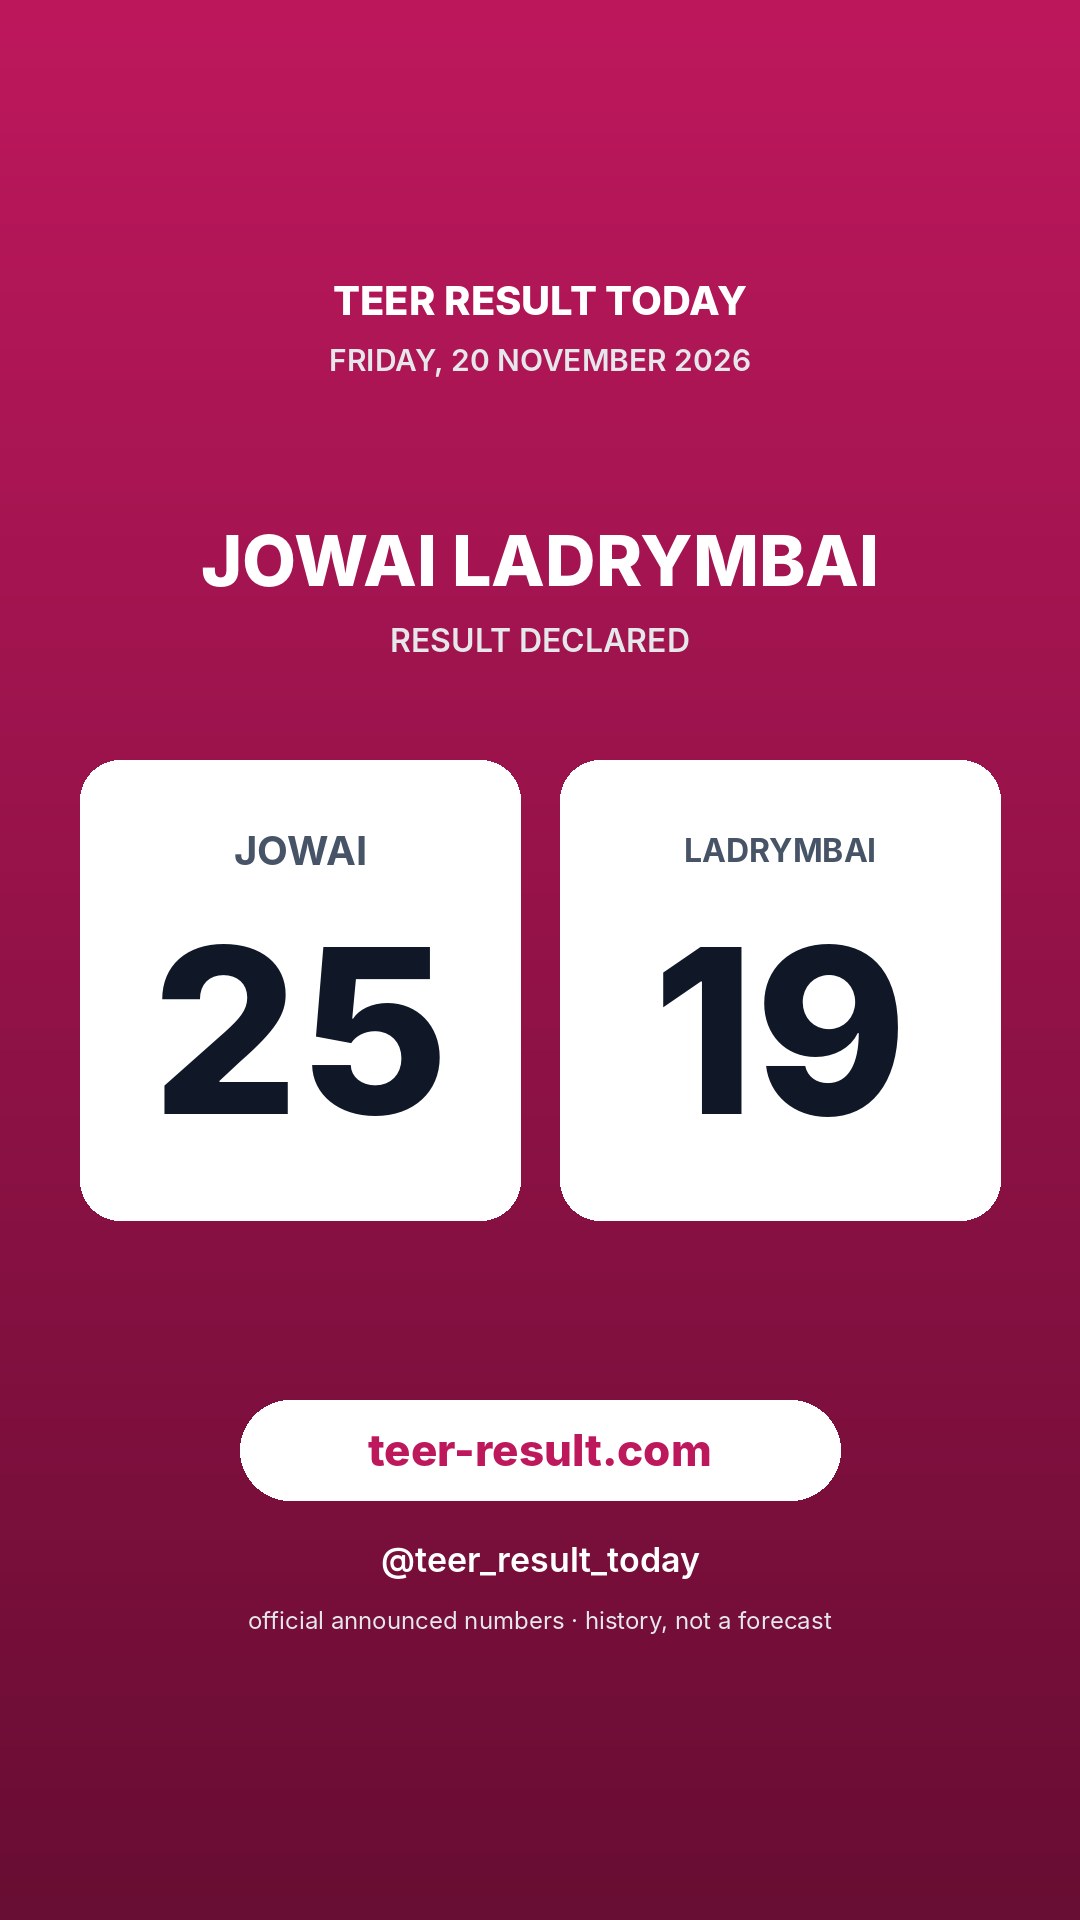 TEER RESULT TODAY
FRIDAY, 20 NOVEMBER 2026
JOWAI LADRYMBAI
RESULT DECLARED
JOWAI
25
LADRYMBAI
19
teer-result.com
@teer_result_today
official announced numbers · history, not a forecast